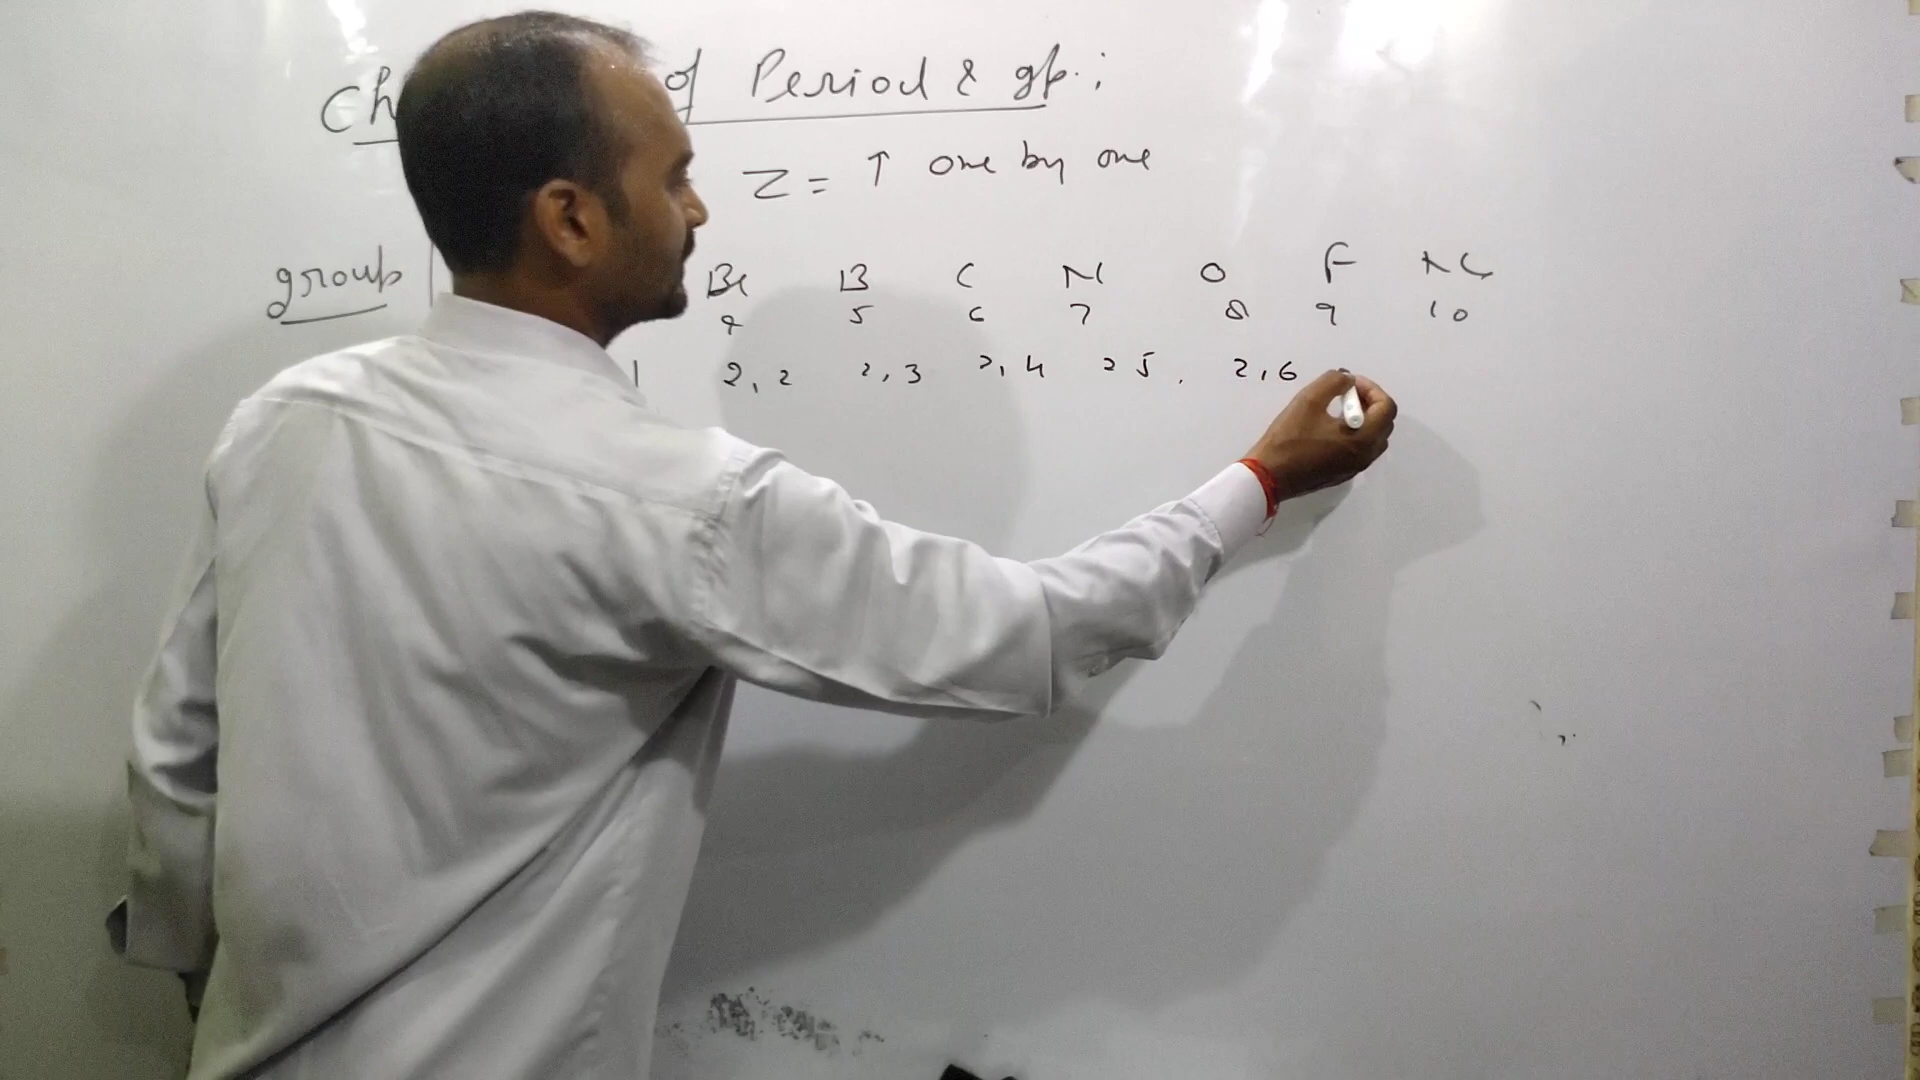 Ch of Period & gp. :
Z = ↑ one by one
group Be B C N O F Ne
4 5 6 7 8 9 10
1 2,2 2,3 2,4 2 5, 2,6